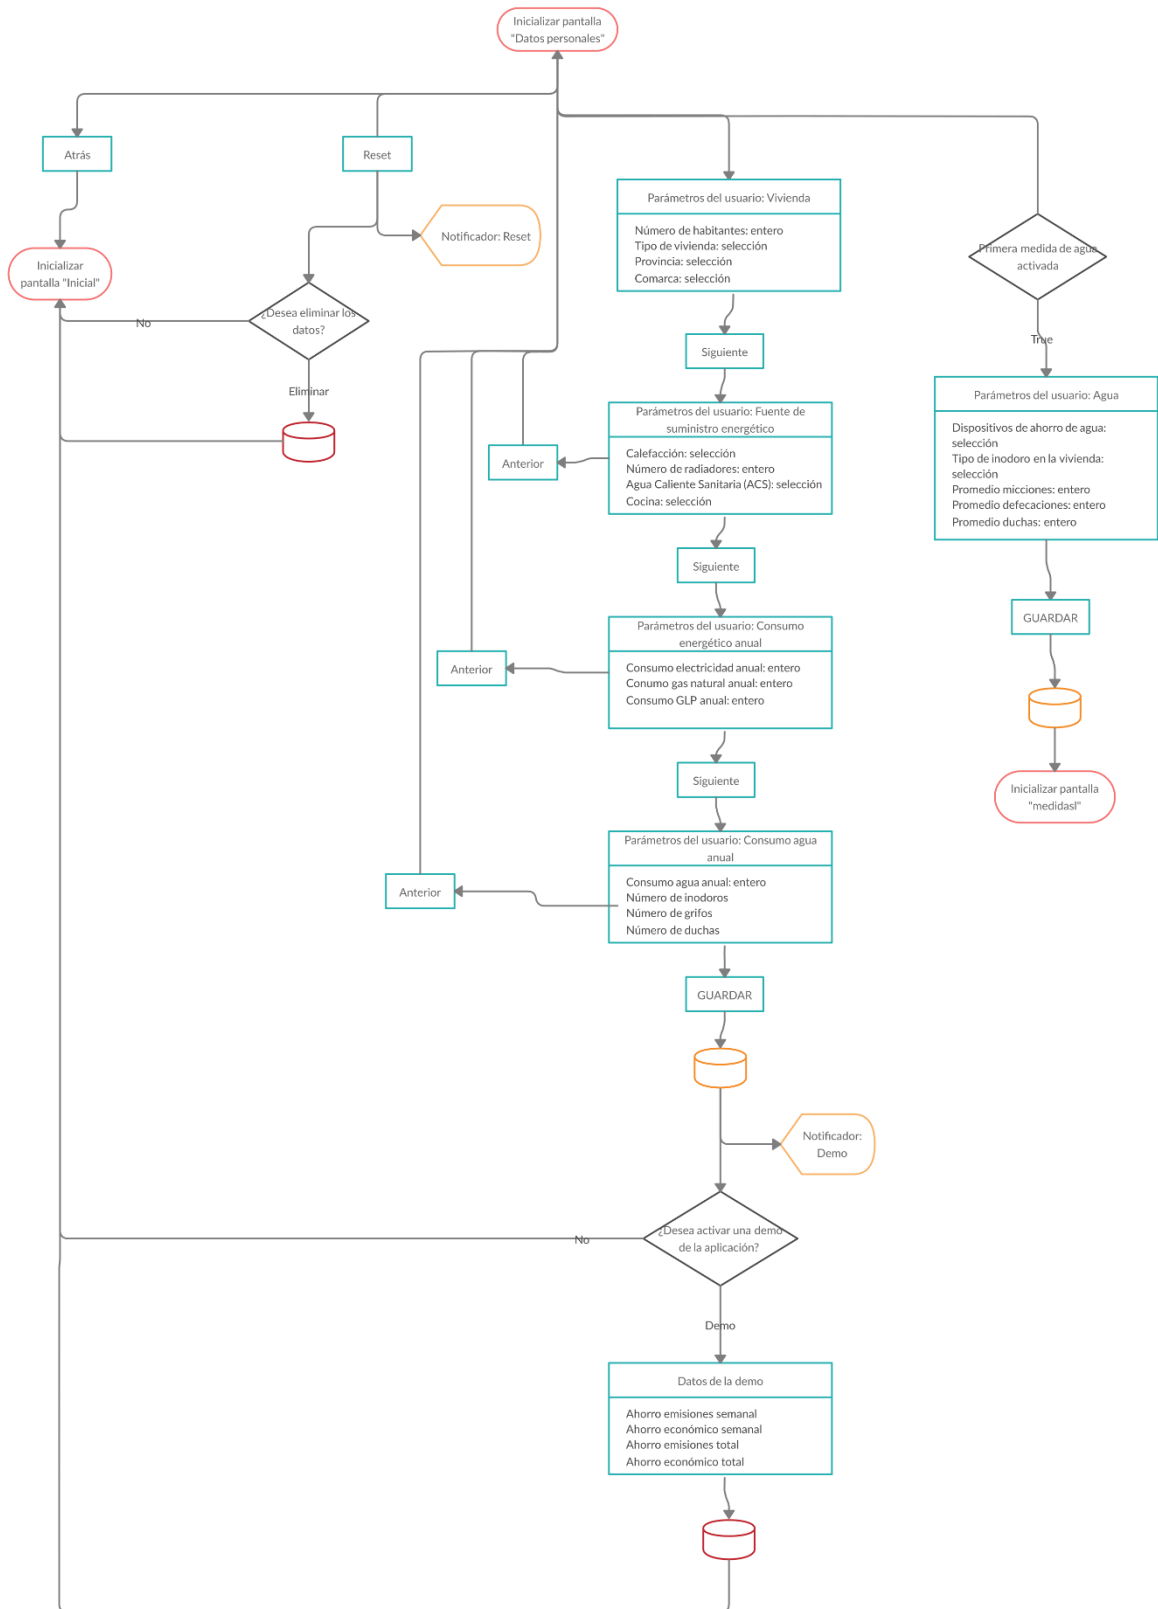 Inicializar pantalla
"Datos personales"
Atrás
Reset
Notificador: Reset
Inicializar
pantalla "Inicial"
¿Desea eliminar los
datos?
No
Eliminar
Parámetros del usuario: Vivienda
Número de habitantes: entero
Tipo de vivienda: selección
Provincia: selección
Comarca: selección
Siguiente
Parámetros del usuario: Fuente de
suministro energético
Calefacción: selección
Número de radiadores: entero
Agua Caliente Sanitaria (ACS): selección
Cocina: selección
Anterior
Siguiente
Parámetros del usuario: Consumo
energético anual
Consumo electricidad anual: entero
Conumo gas natural anual: entero
Consumo GLP anual: entero
Anterior
Siguiente
Parámetros del usuario: Consumo agua
anual
Consumo agua anual: entero
Número de inodoros
Número de grifos
Número de duchas
Anterior
GUARDAR
Notificador:
Demo
¿Desea activar una demo
de la aplicación?
No
Demo
Datos de la demo
Ahorro emisiones semanal
Ahorro económico semanal
Ahorro emisiones total
Ahorro económico total
Primera medida de agua
activada
True
Parámetros del usuario: Agua
Dispositivos de ahorro de agua:
selección
Tipo de inodoro en la vivienda:
selección
Promedio micciones: entero
Promedio defecaciones: entero
Promedio duchas: entero
GUARDAR
Inicializar pantalla
"medidasI"